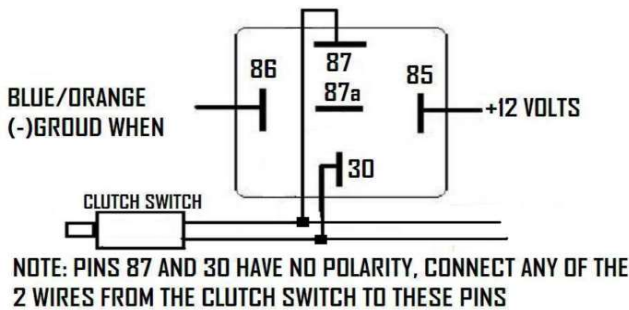 87
86
85
87a
BLUE/ORANGE
(-)GROUD WHEN
+12 VOLTS
30
CLUTCH SWITCH
NOTE: PINS 87 AND 30 HAVE NO POLARITY, CONNECT ANY OF THE
2 WIRES FROM THE CLUTCH SWITCH TO THESE PINS